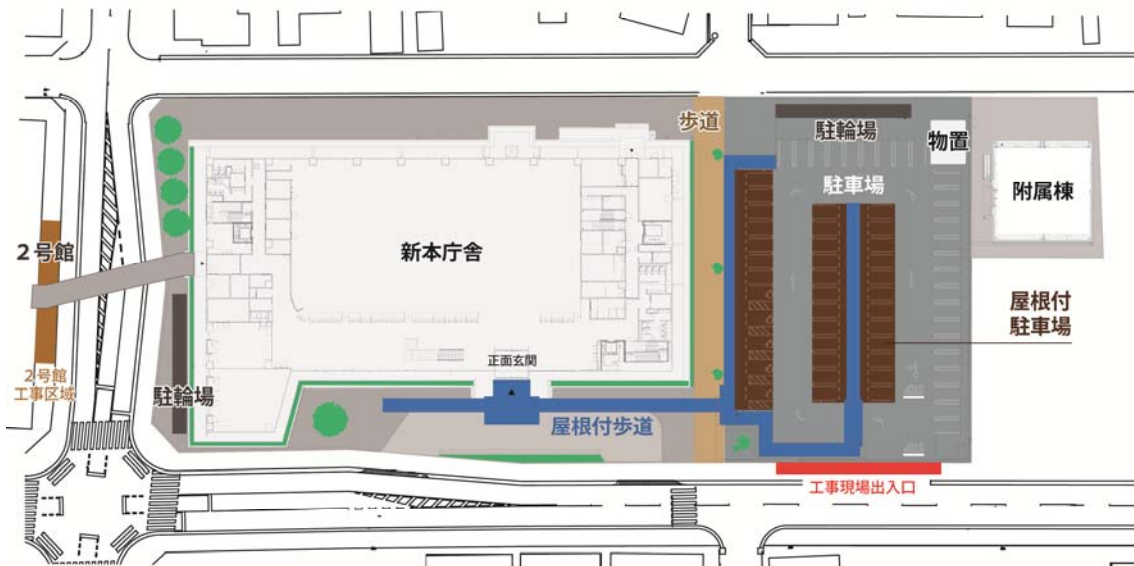 歩道
駐輪場
物置
駐車場
附属棟
2号館
新本庁舎
屋根付
駐車場
正面玄関
2号館
工事区域
駐輪場
屋根付歩道
工事現場出入口